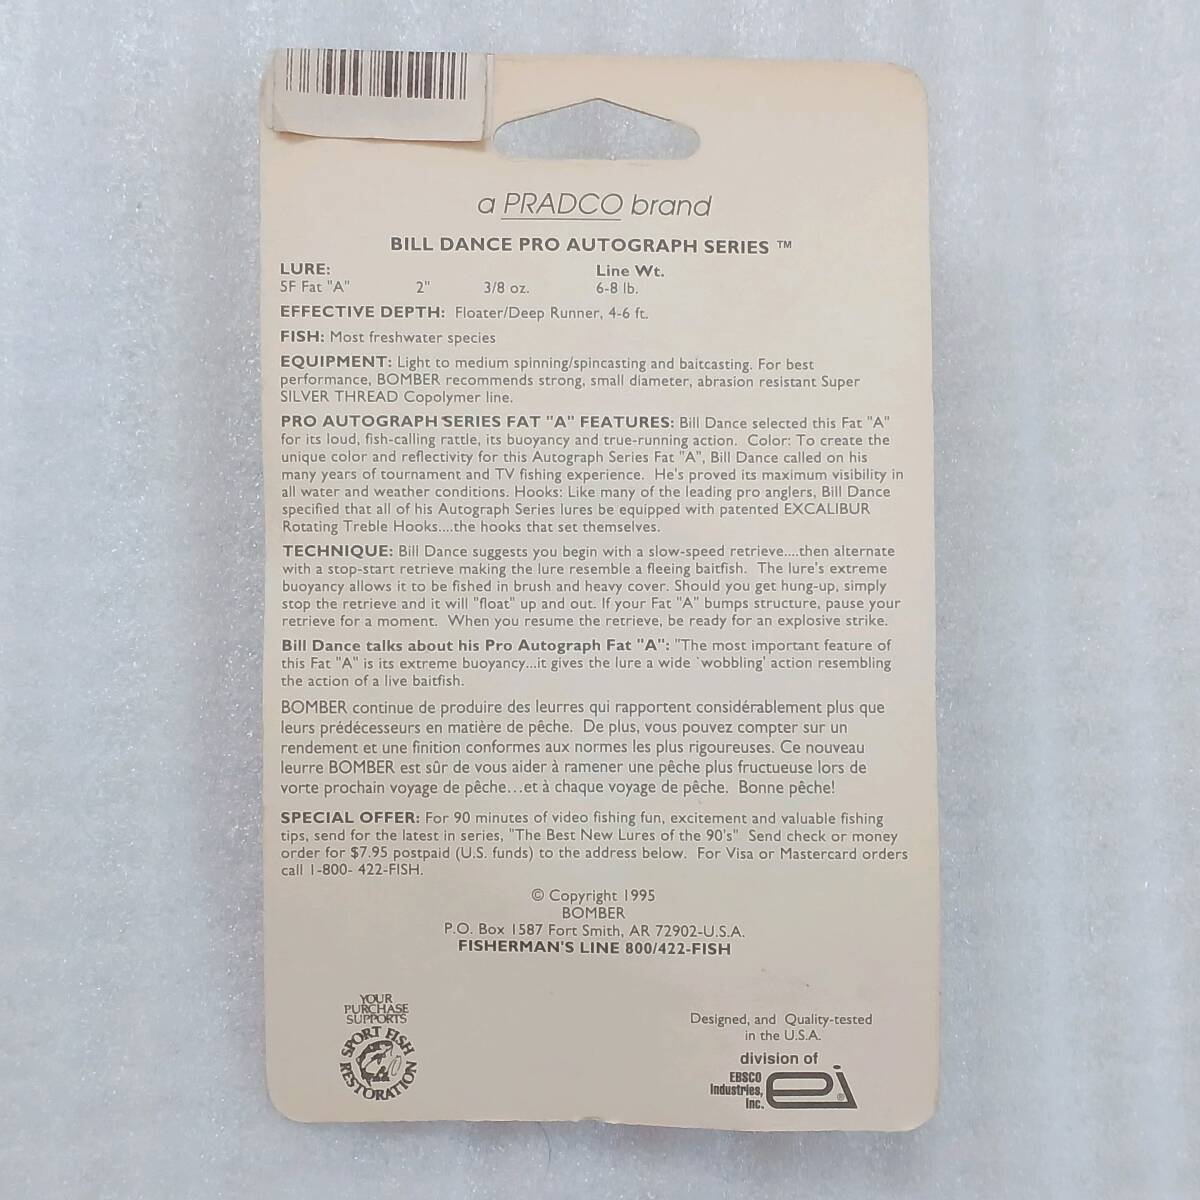 a PRADCO brand
BILL DANCE PRO AUTOGRAPH SERIES ™
LURE: Line Wt.
5F Fat "A" 2" 3/8 oz. 6-8 lb.
EFFECTIVE DEPTH: Floater/Deep Runner, 4-6 ft.
FISH: Most freshwater species
EQUIPMENT: Light to medium spinning/spincasting and baitcasting. For best
performance, BOMBER recommends strong, small diameter, abrasion resistant Super
SILVER THREAD Copolymer line.
PRO AUTOGRAPH SERIES FAT "A" FEATURES: Bill Dance selected this Fat "A"
for its loud, fish-calling rattle, its buoyancy and true-running action. Color: To create the
unique color and reflectivity for this Autograph Series Fat "A", Bill Dance called on his
many years of tournament and TV fishing experience. He's proved its maximum visibility in
all water and weather conditions. Hooks: Like many of the leading pro anglers, Bill Dance
specified that all of his Autograph Series lures be equipped with patented EXCALIBUR
Rotating Treble Hooks....the hooks that set themselves.
TECHNIQUE: Bill Dance suggests you begin with a slow-speed retrieve....then alternate
with a stop-start retrieve making the lure resemble a fleeing baitfish. The lure's extreme
buoyancy allows it to be fished in brush and heavy cover. Should you get hung-up, simply
stop the retrieve and it will "float" up and out. If your Fat "A" bumps structure, pause your
retrieve for a moment. When you resume the retrieve, be ready for an explosive strike.
Bill Dance talks about his Pro Autograph Fat "A": "The most important feature of
this Fat "A" is its extreme buoyancy...it gives the lure a wide `wobbling' action resembling
the action of a live baitfish.
BOMBER continue de produire des leurres qui rapportent considérablement plus que
leurs prédécesseurs en matière de pêche. De plus, vous pouvez compter sur un
rendement et une finition conformes aux normes les plus rigoureuses. Ce nouveau
leurre BOMBER est sûr de vous aider à ramener une pêche plus fructueuse lors de
vorte prochain voyage de pêche...et à chaque voyage de pêche. Bonne pêche!
SPECIAL OFFER: For 90 minutes of video fishing fun, excitement and valuable fishing
tips, send for the latest in series, "The Best New Lures of the 90's" Send check or money
order for $7.95 postpaid (U.S. funds) to the address below. For Visa or Mastercard orders
call 1-800- 422-FISH.
© Copyright 1995
BOMBER
P.O. Box 1587 Fort Smith, AR 72902-U.S.A.
FISHERMAN'S LINE 800/422-FISH
YOUR
PURCHASE
SUPPORTS
SPORT FISH
RESTORATION
Designed, and Quality-tested
in the U.S.A.
division of
EBSCO
Industries,
Inc.
ei ®